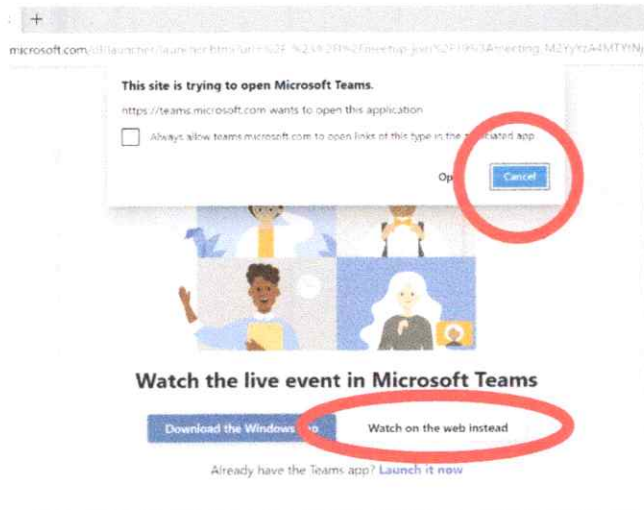 +
microsoft.com
This site is trying to open Microsoft Teams.
https://teams.microsoft.com wants to open this application
Always allow teams.microsoft.com to open links of this type in the app
Cancel
Watch the live event in Microsoft Teams
Download the Windows Watch on the web instead
Already have the Teams app? Launch it now